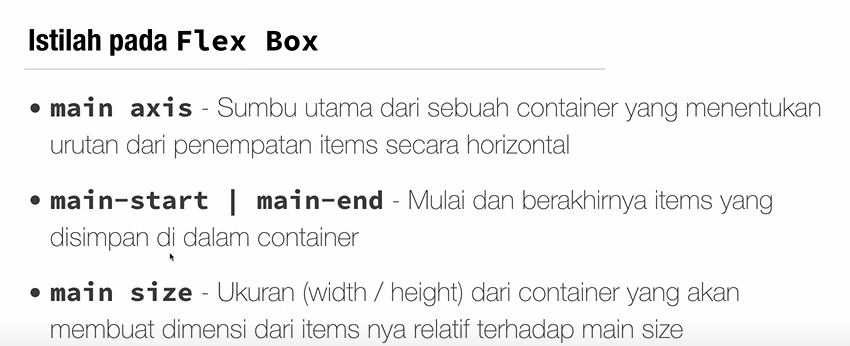 Istilah pada Flex Box
• main axis - Sumbu utama dari sebuah container yang menentukan
urutan dari penempatan items secara horizontal
• main-start | main-end - Mulai dan berakhirnya items yang
disimpan di dalam container
• main size - Ukuran (width / height) dari container yang akan
membuat dimensi dari items nya relatif terhadap main size